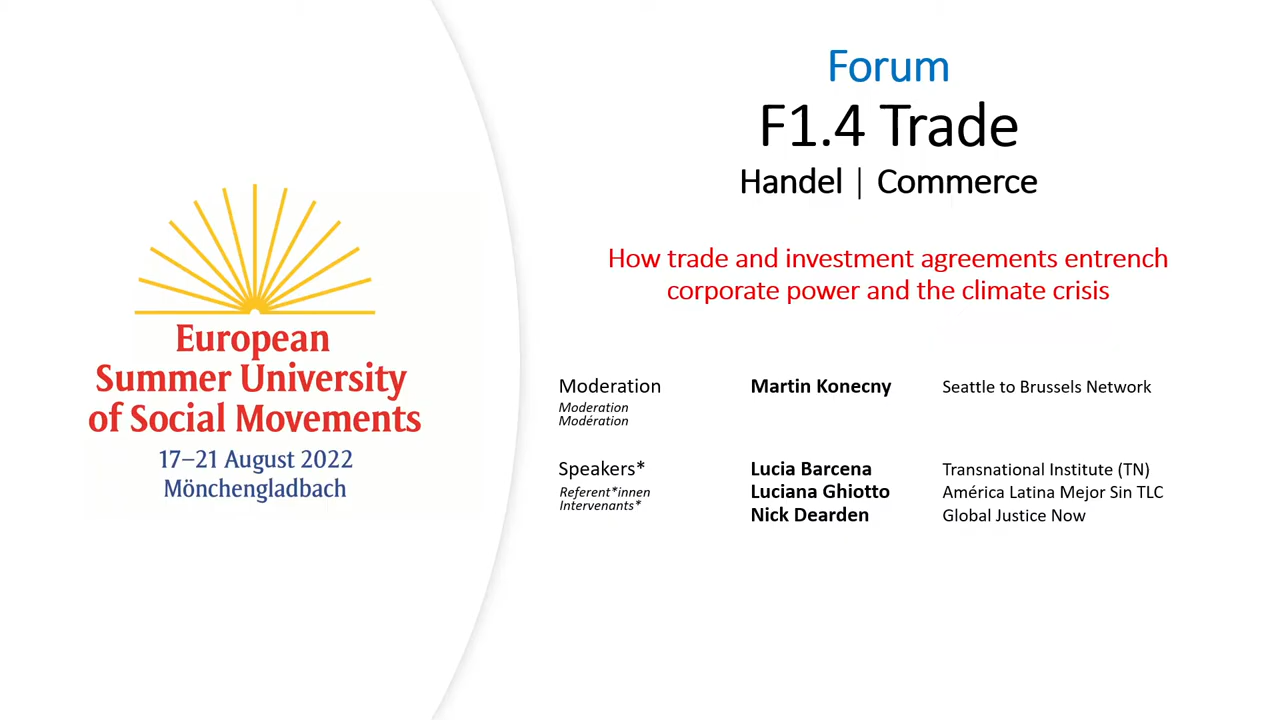 European
Summer University
of Social Movements
17–21 August 2022
Mönchengladbach
Forum
F1.4 Trade
Handel | Commerce
How trade and investment agreements entrench
corporate power and the climate crisis
Moderation Martin Konecny Seattle to Brussels Network
Moderation
Modération
Speakers* Lucia Barcena Transnational Institute (TN)
Referent*innen Luciana Ghiotto América Latina Mejor Sin TLC
Intervenants* Nick Dearden Global Justice Now